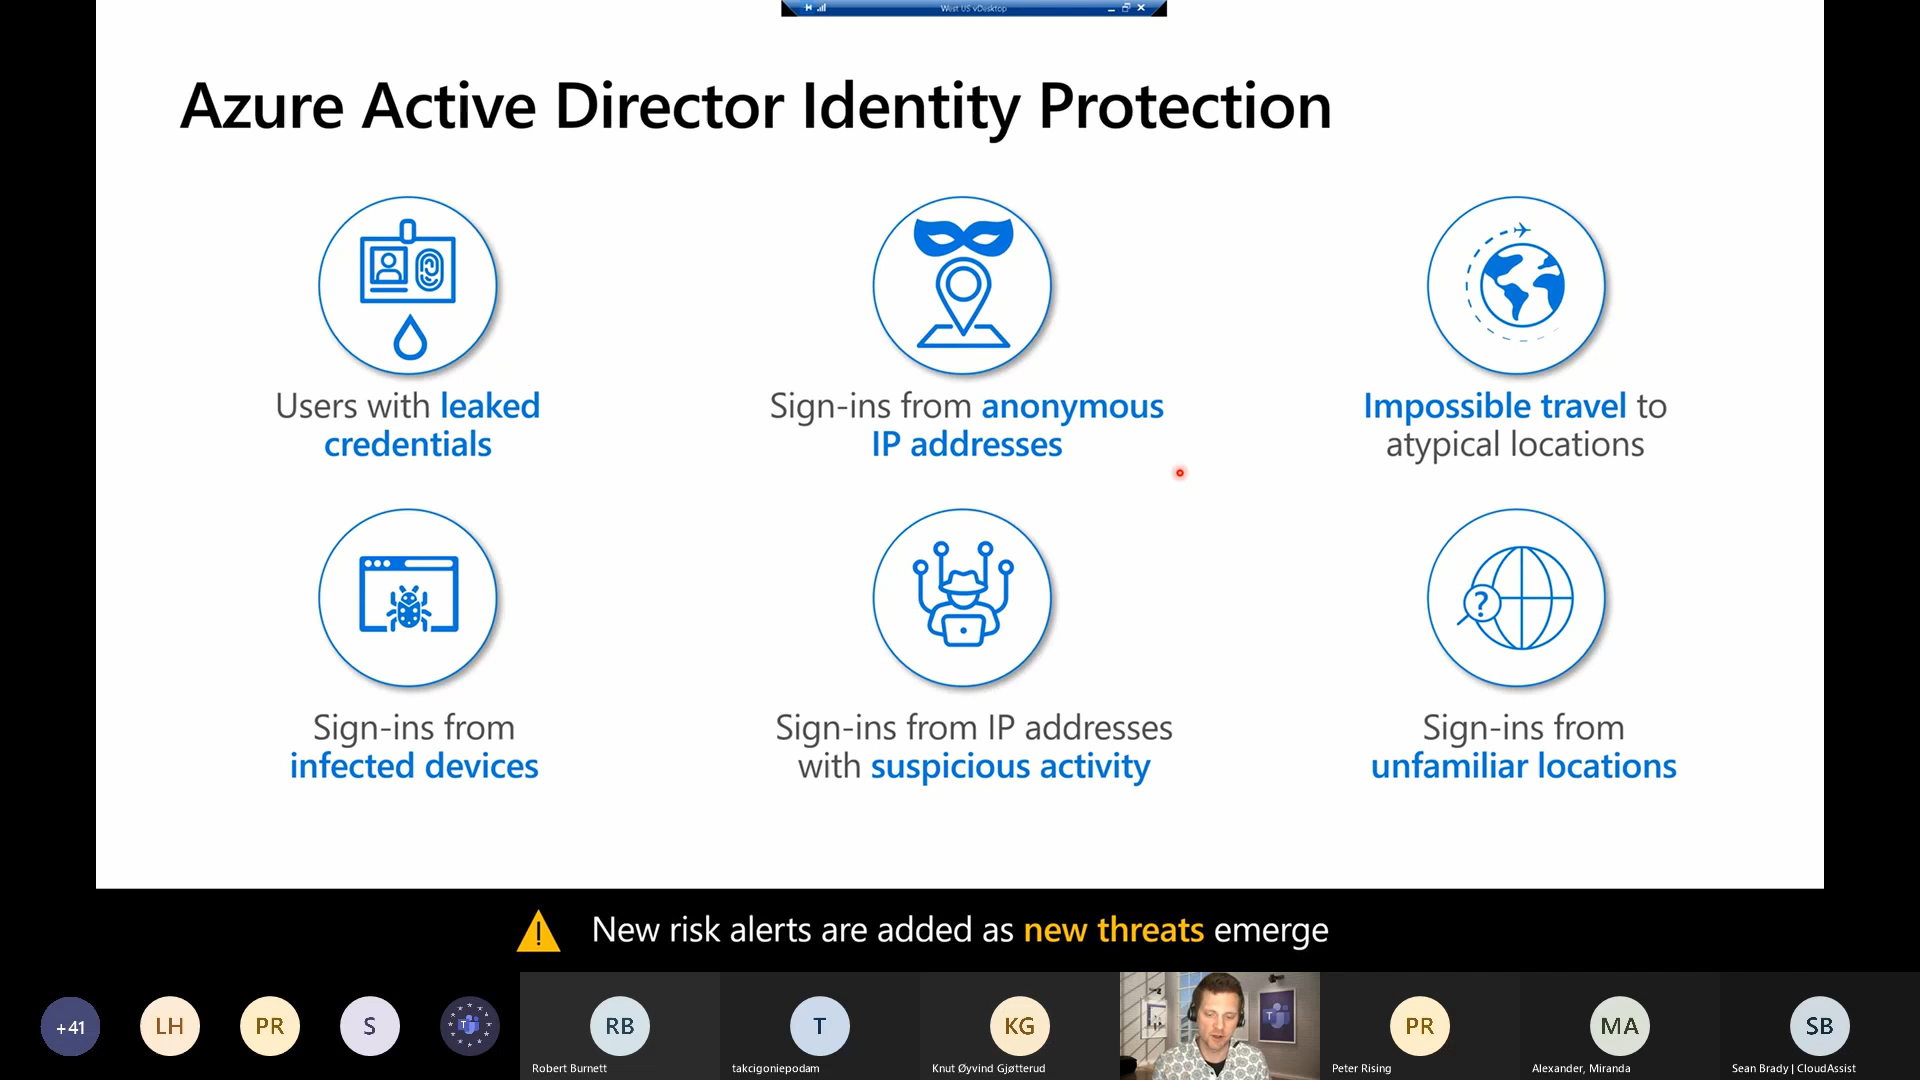 West US vDesktop
Azure Active Director Identity Protection
Users with leaked
credentials
Sign-ins from anonymous
IP addresses
Impossible travel to
atypical locations
?
Sign-ins from
infected devices
Sign-ins from IP addresses
with suspicious activity
Sign-ins from
unfamiliar locations
New risk alerts are added as new threats emerge
+41
LH
PR
S
T
RB
Robert Burnett
T
takcigoniepodam
KG
Knut Øyvind Gjøtterud
T
PR
Peter Rising
MA
Alexander, Miranda
SB
Sean Brady | CloudAssist